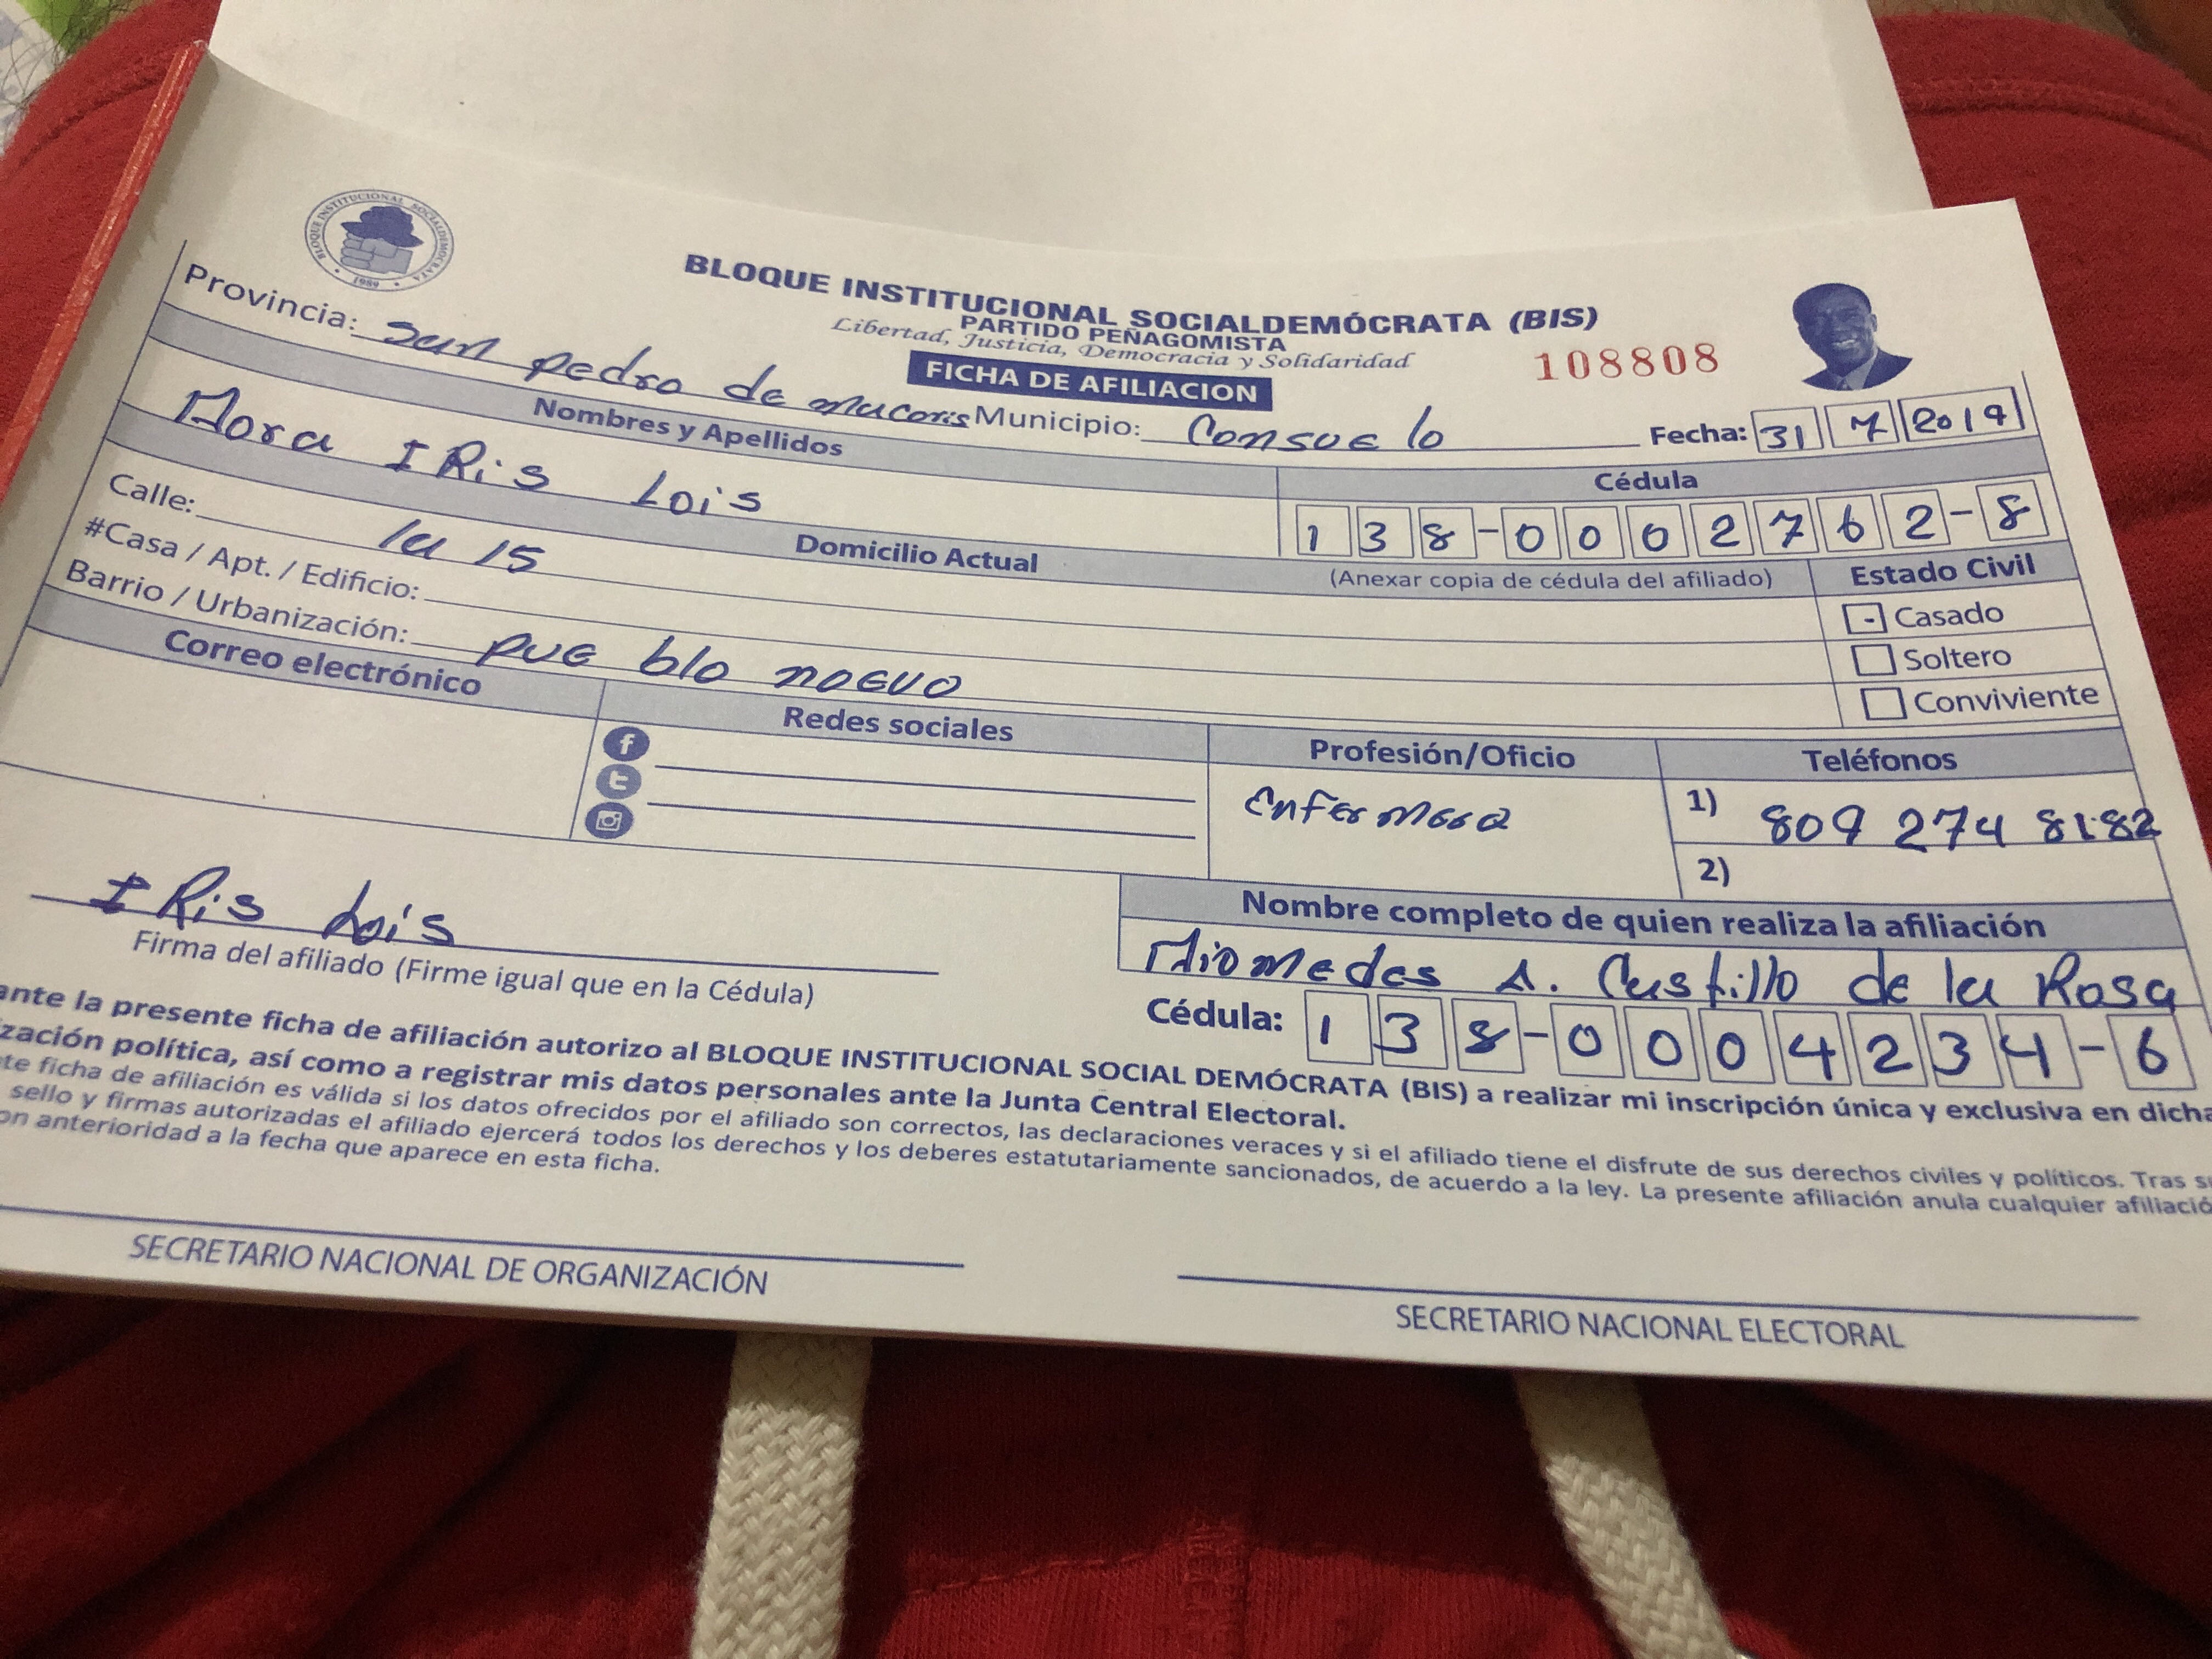 BLOQUE INSTITUCIONAL SOCIALDEMÓCRATA
1989
BLOQUE INSTITUCIONAL SOCIALDEMÓCRATA (BIS)
PARTIDO PEÑAGOMISTA
Libertad, Justicia, Democracia y Solidaridad
FICHA DE AFILIACION
108808
Provincia: San pedro de macoris Municipio: Consuelo Fecha: 31 7 2019
Nombres y Apellidos Cédula
IRis Lois 138-0002762-8
Domicilio Actual (Anexar copia de cédula del afiliado) Estado Civil
Calle: la 15 - Casado
#Casa / Apt. / Edificio: Soltero
Barrio / Urbanización: pueblo nuevo Conviviente
Correo electrónico Redes sociales Profesión/Oficio Teléfonos
f
t
Enfermera
1) 809 274 8182
2)
IRis Lois
Firma del afiliado (Firme igual que en la Cédula)
Nombre completo de quien realiza la afiliación
Diomedes A. Castillo de la Rosa
Cédula: 138-0004234-6
ante la presente ficha de afiliación autorizo al BLOQUE INSTITUCIONAL SOCIAL DEMÓCRATA (BIS) a realizar mi inscripción única y exclusiva en dicha
zación política, así como a registrar mis datos personales ante la Junta Central Electoral.
te ficha de afiliación es válida si los datos ofrecidos por el afiliado son correctos, las declaraciones veraces y si el afiliado tiene el disfrute de sus derechos civiles y políticos. Tras su
sello y firmas autorizadas el afiliado ejercerá todos los derechos y los deberes estatutariamente sancionados, de acuerdo a la ley. La presente afiliación anula cualquier afiliació
on anterioridad a la fecha que aparece en esta ficha.
SECRETARIO NACIONAL DE ORGANIZACIÓN
SECRETARIO NACIONAL ELECTORAL